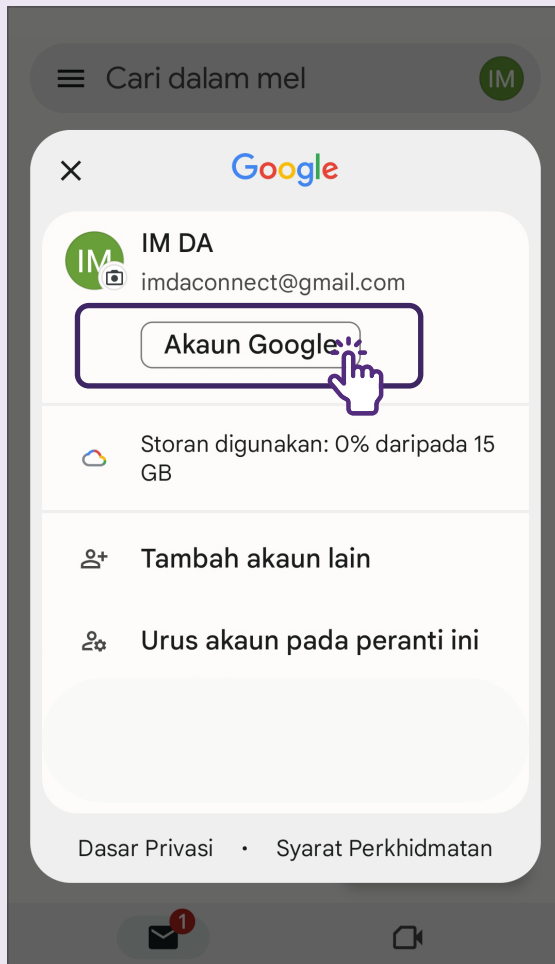 Cari dalam mel
IM
Google
IM
IM DA
imdaconnect@gmail.com
Akaun Google
Storan digunakan: 0% daripada 15
GB
Tambah akaun lain
Urus akaun pada peranti ini
Dasar Privasi • Syarat Perkhidmatan
1